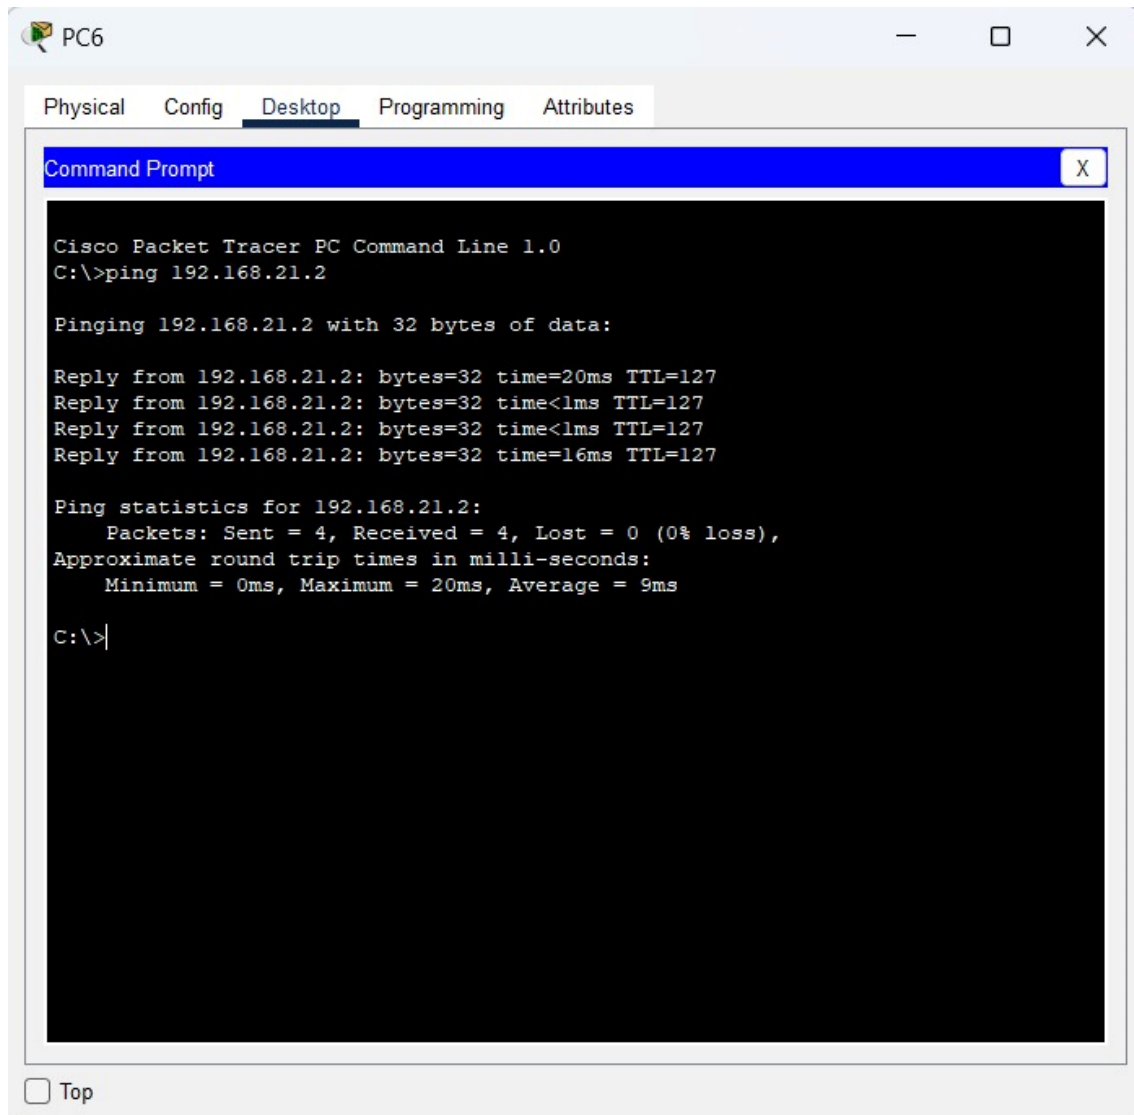 PC6
Physical Config Desktop Programming Attributes
Command Prompt X
Cisco Packet Tracer PC Command Line 1.0
C:\>ping 192.168.21.2
Pinging 192.168.21.2 with 32 bytes of data:
Reply from 192.168.21.2: bytes=32 time=20ms TTL=127
Reply from 192.168.21.2: bytes=32 time<1ms TTL=127
Reply from 192.168.21.2: bytes=32 time<1ms TTL=127
Reply from 192.168.21.2: bytes=32 time=16ms TTL=127
Ping statistics for 192.168.21.2:
Packets: Sent = 4, Received = 4, Lost = 0 (0% loss),
Approximate round trip times in milli-seconds:
Minimum = 0ms, Maximum = 20ms, Average = 9ms
C:\>
Top